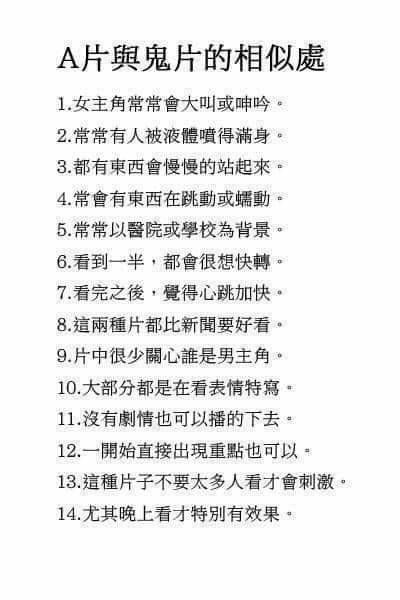 A片與鬼片的相似處
1.女主角常常會大叫或呻吟。
2.常常有人被液體噴得滿身。
3.都有東西會慢慢的站起來。
4.常會有東西在跳動或蠕動。
5.常常以醫院或學校為背景。
6.看到一半，都會很想快轉。
7.看完之後，覺得心跳加快。
8.這兩種片都比新聞要好看。
9.片中很少關心誰是男主角。
10.大部分都是在看表情特寫。
11.沒有劇情也可以播的下去。
12.一開始直接出現重點也可以。
13.這種片子不要太多人看才會刺激。
14.尤其晚上看才特別有效果。